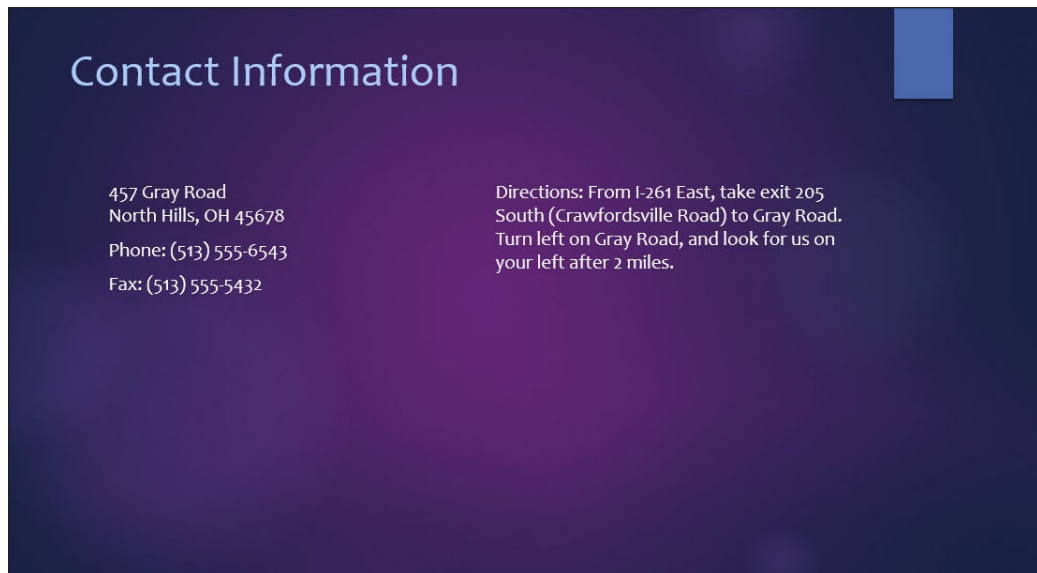 Contact Information
457 Gray Road
North Hills, OH 45678
Phone: (513) 555-6543
Fax: (513) 555-5432
Directions: From I-261 East, take exit 205
South (Crawfordsville Road) to Gray Road.
Turn left on Gray Road, and look for us on
your left after 2 miles.